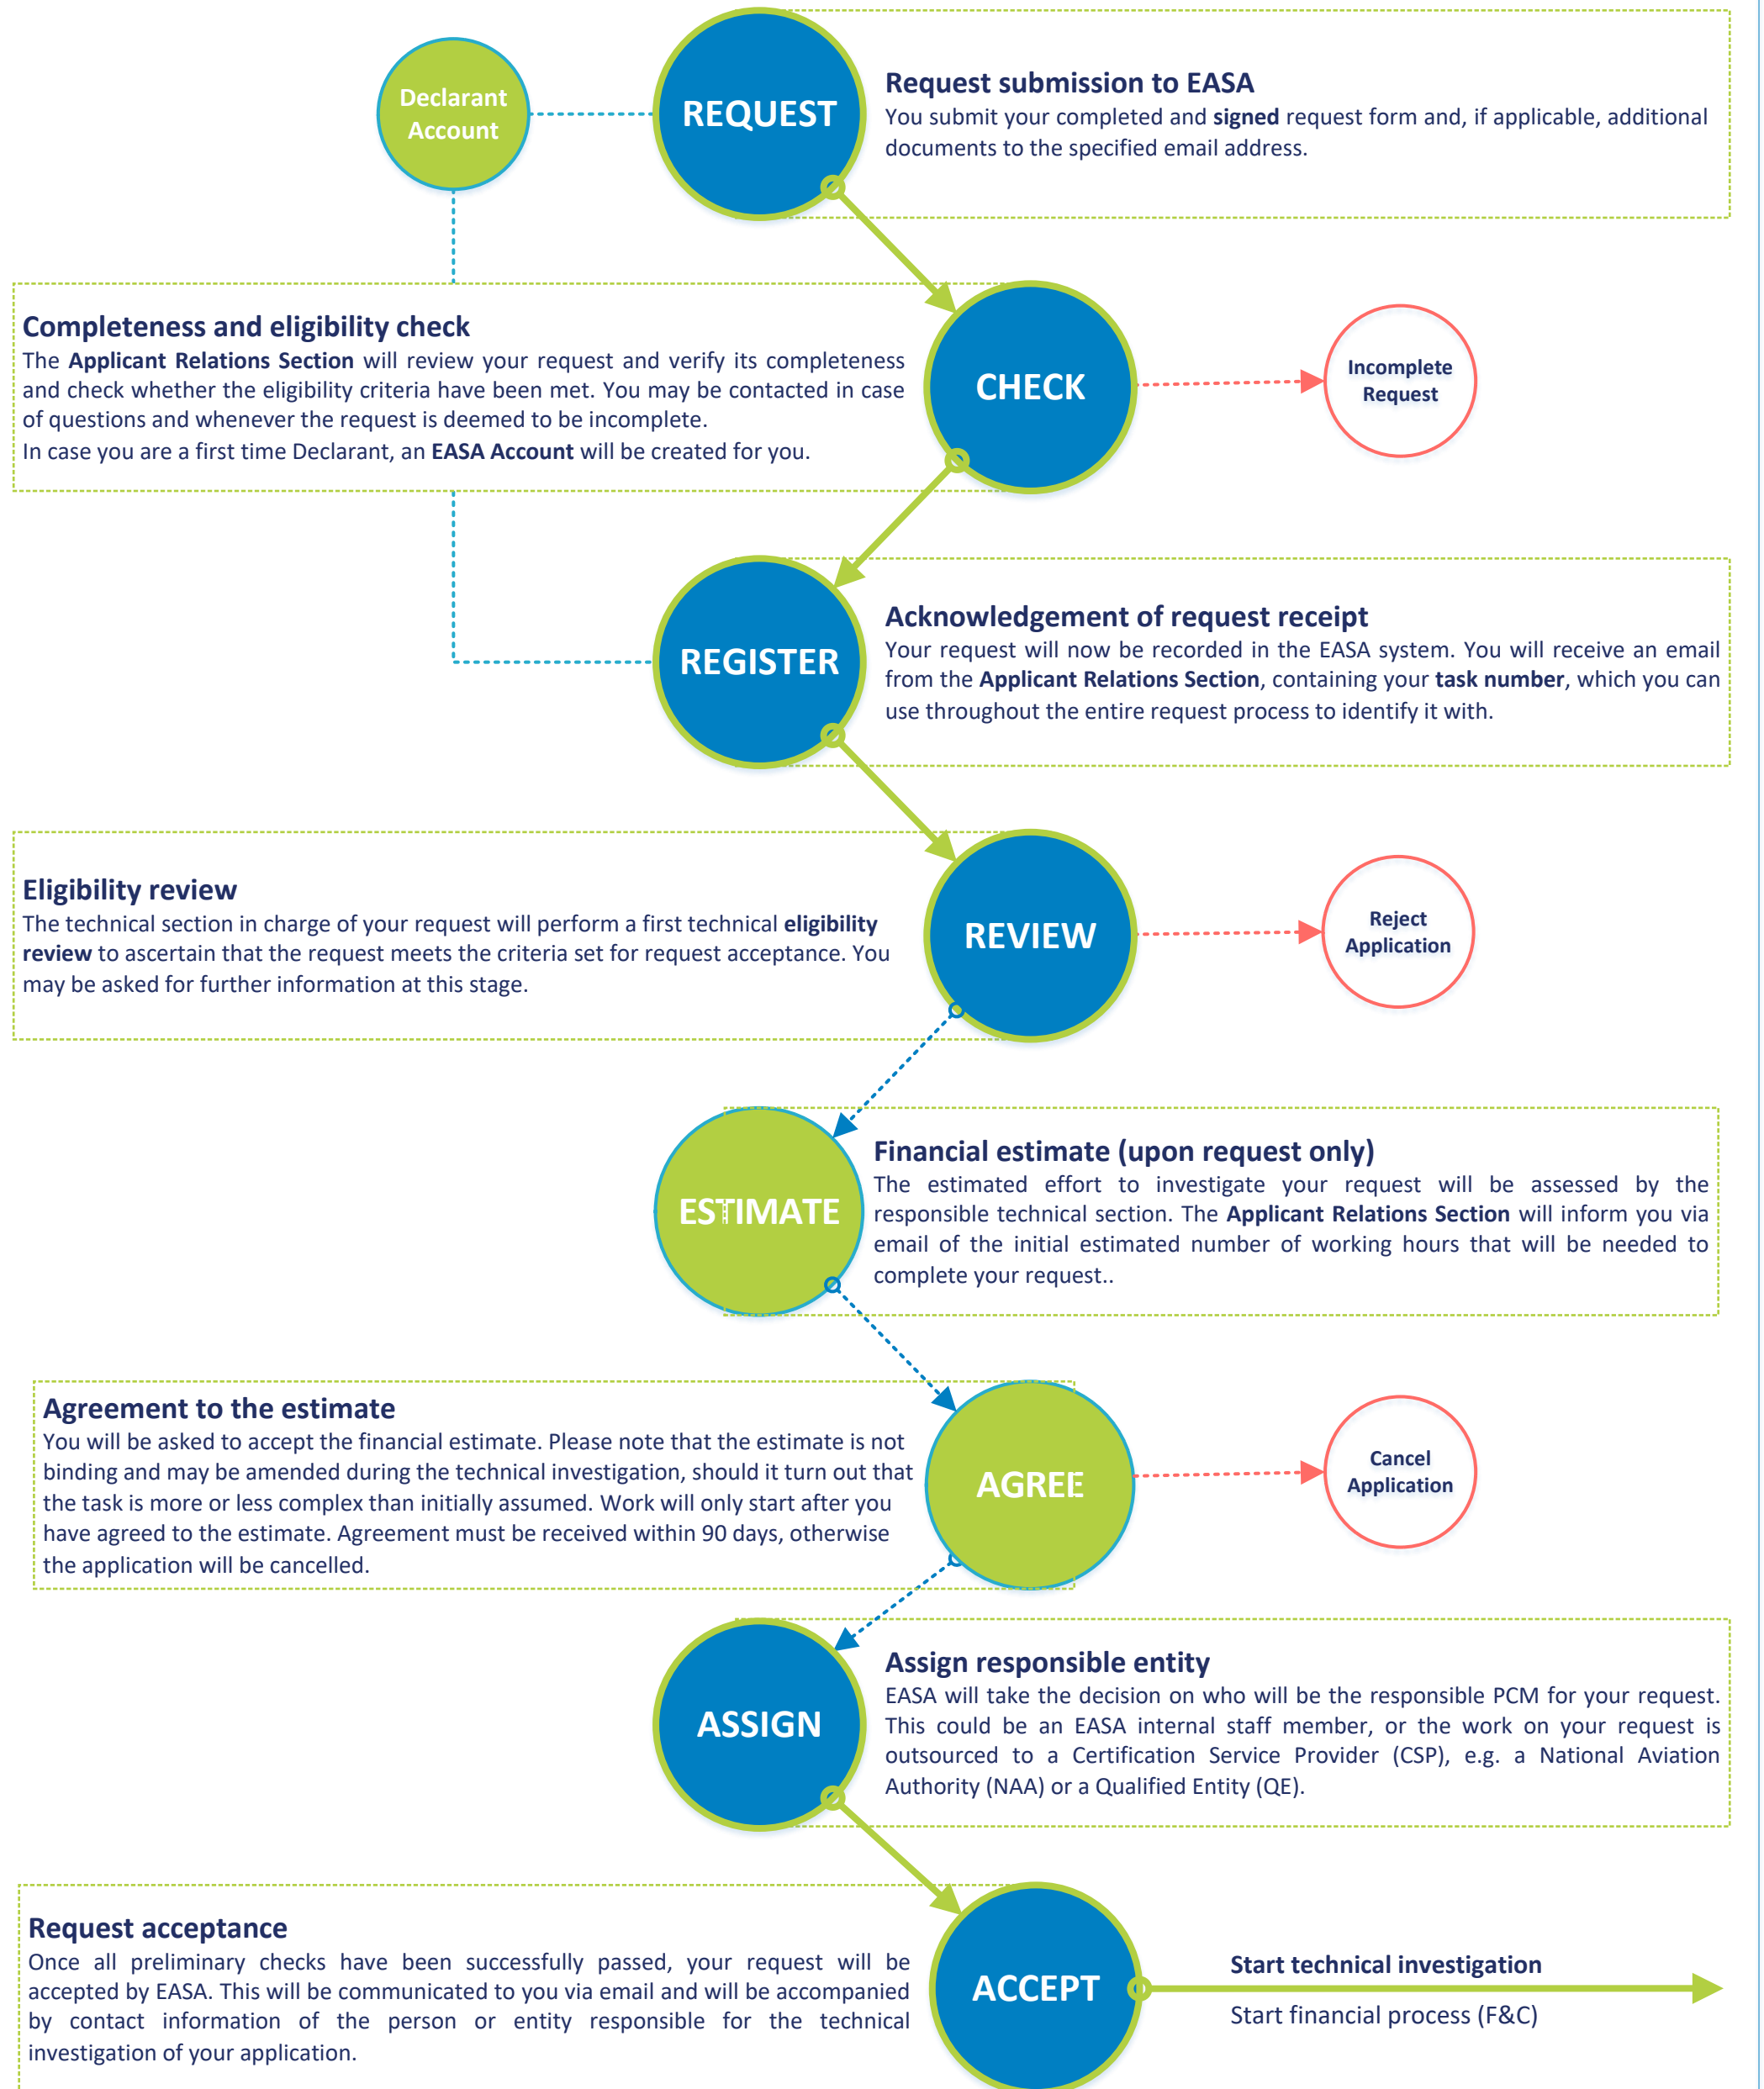 Declarant
Account
REQUEST
Request submission to EASA
You submit your completed and signed request form and, if applicable, additional
documents to the specified email address.
Completeness and eligibility check
The Applicant Relations Section will review your request and verify its completeness
and check whether the eligibility criteria have been met. You may be contacted in case
of questions and whenever the request is deemed to be incomplete.
In case you are a first time Declarant, an EASA Account will be created for you.
CHECK
Incomplete
Request
REGISTER
Acknowledgement of request receipt
Your request will now be recorded in the EASA system. You will receive an email
from the Applicant Relations Section, containing your task number, which you can
use throughout the entire request process to identify it with.
Eligibility review
The technical section in charge of your request will perform a first technical eligibility
review to ascertain that the request meets the criteria set for request acceptance. You
may be asked for further information at this stage.
REVIEW
Reject
Application
ESTIMATE
Financial estimate (upon request only)
The estimated effort to investigate your request will be assessed by the
responsible technical section. The Applicant Relations Section will inform you via
email of the initial estimated number of working hours that will be needed to
complete your request..
Agreement to the estimate
You will be asked to accept the financial estimate. Please note that the estimate is not
binding and may be amended during the technical investigation, should it turn out that
the task is more or less complex than initially assumed. Work will only start after you
have agreed to the estimate. Agreement must be received within 90 days, otherwise
the application will be cancelled.
AGREE
Cancel
Application
ASSIGN
Assign responsible entity
EASA will take the decision on who will be the responsible PCM for your request.
This could be an EASA internal staff member, or the work on your request is
outsourced to a Certification Service Provider (CSP), e.g. a National Aviation
Authority (NAA) or a Qualified Entity (QE).
Request acceptance
Once all preliminary checks have been successfully passed, your request will be
accepted by EASA. This will be communicated to you via email and will be accompanied
by contact information of the person or entity responsible for the technical
investigation of your application.
ACCEPT
Start technical investigation
Start financial process (F&C)